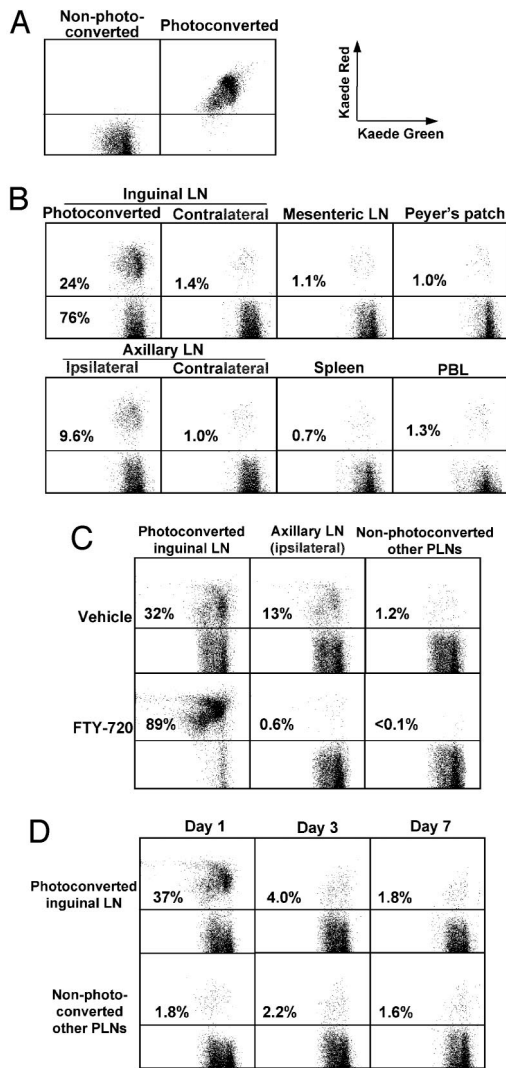 A
Non-photo-
converted
Photoconverted
Kaede Red
Kaede Green
B
Inguinal LN
Photoconverted
Contralateral
Mesenteric LN
Peyer's patch
24%
1.4%
1.1%
1.0%
76%
Axillary LN
Ipsilateral
Contralateral
Spleen
PBL
9.6%
1.0%
0.7%
1.3%
C
Photoconverted
inguinal LN
Axillary LN
(ipsilateral)
Non-photoconverted
other PLNs
Vehicle
32%
13%
1.2%
FTY-720
89%
0.6%
<0.1%
D
Day 1
Day 3
Day 7
Photoconverted
inguinal LN
37%
4.0%
1.8%
Non-photo-
converted
other PLNs
1.8%
2.2%
1.6%